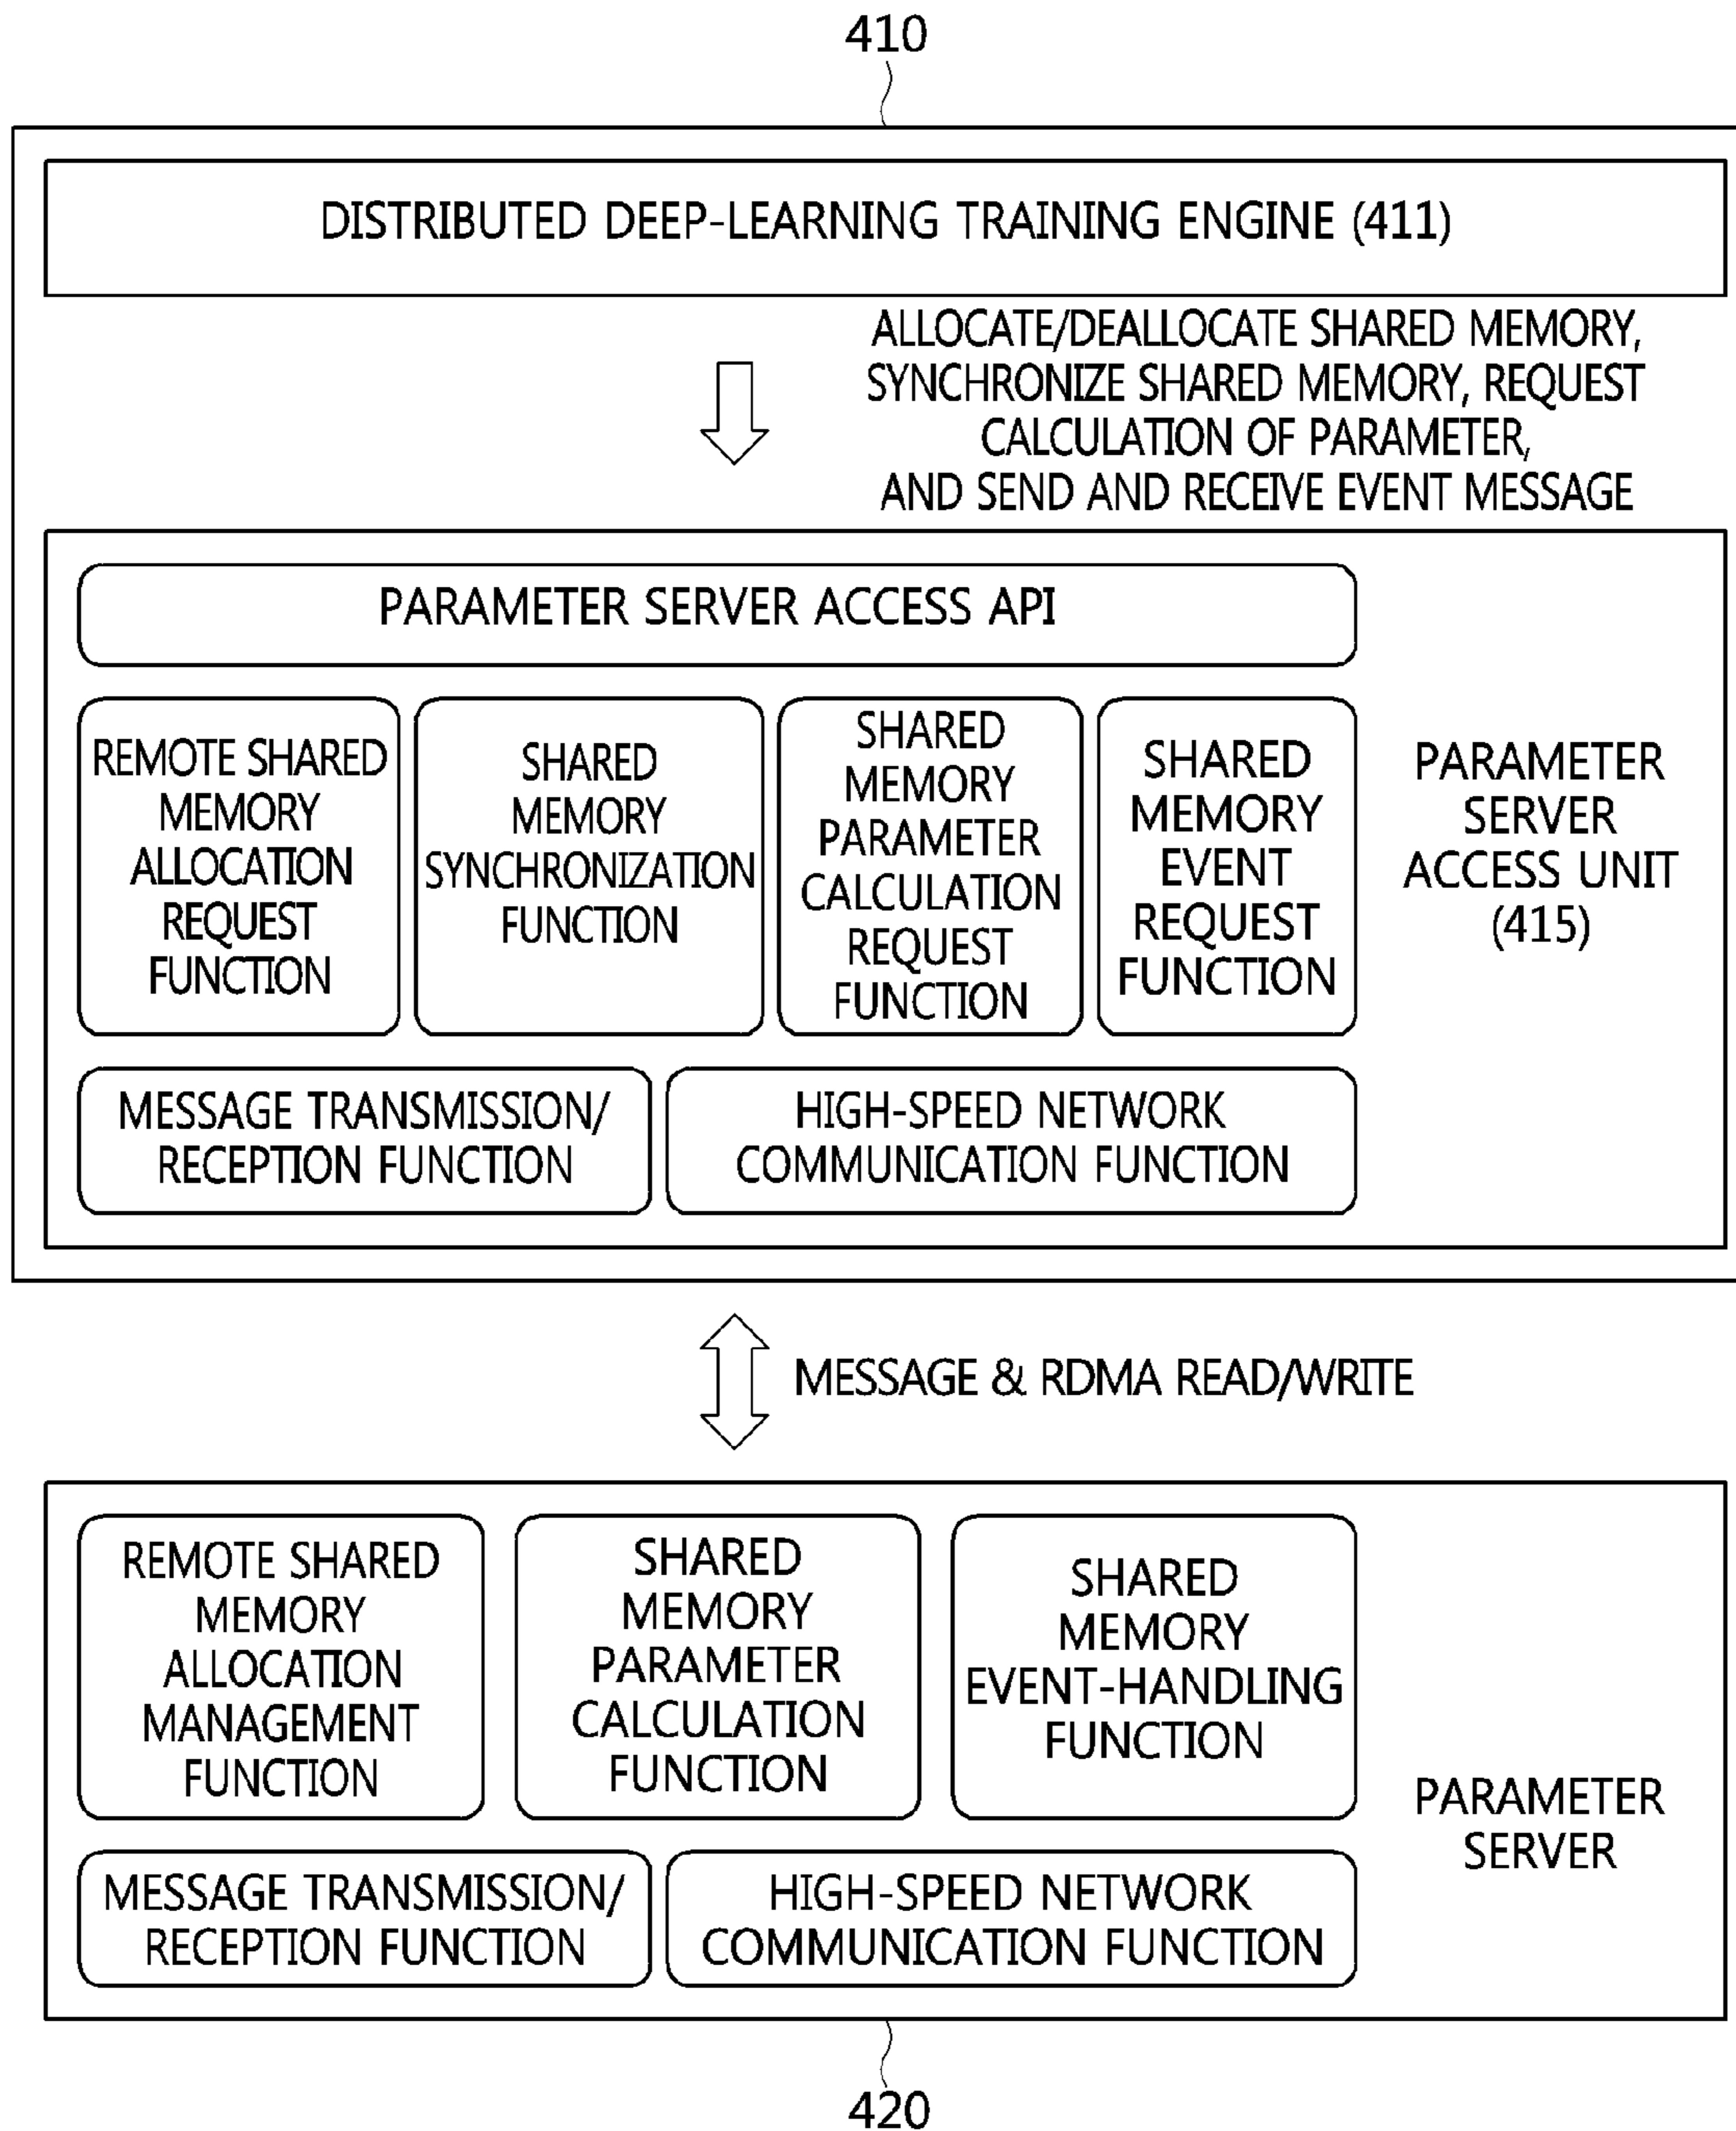 410
DISTRIBUTED DEEP-LEARNING TRAINING ENGINE (411)
ALLOCATE/DEALLOCATE SHARED MEMORY,
SYNCHRONIZE SHARED MEMORY, REQUEST
CALCULATION OF PARAMETER,
AND SEND AND RECEIVE EVENT MESSAGE
PARAMETER SERVER ACCESS API
REMOTE SHARED
MEMORY
ALLOCATION
REQUEST
FUNCTION
SHARED
MEMORY
SYNCHRONIZATION
FUNCTION
SHARED
MEMORY
PARAMETER
CALCULATION
REQUEST
FUNCTION
SHARED
MEMORY
EVENT
REQUEST
FUNCTION
PARAMETER
SERVER
ACCESS UNIT
(415)
MESSAGE TRANSMISSION/
RECEPTION FUNCTION
HIGH-SPEED NETWORK
COMMUNICATION FUNCTION
MESSAGE & RDMA READ/WRITE
REMOTE SHARED
MEMORY
ALLOCATION
MANAGEMENT
FUNCTION
SHARED
MEMORY
PARAMETER
CALCULATION
FUNCTION
SHARED
MEMORY
EVENT-HANDLING
FUNCTION
PARAMETER
SERVER
MESSAGE TRANSMISSION/
RECEPTION FUNCTION
HIGH-SPEED NETWORK
COMMUNICATION FUNCTION
420